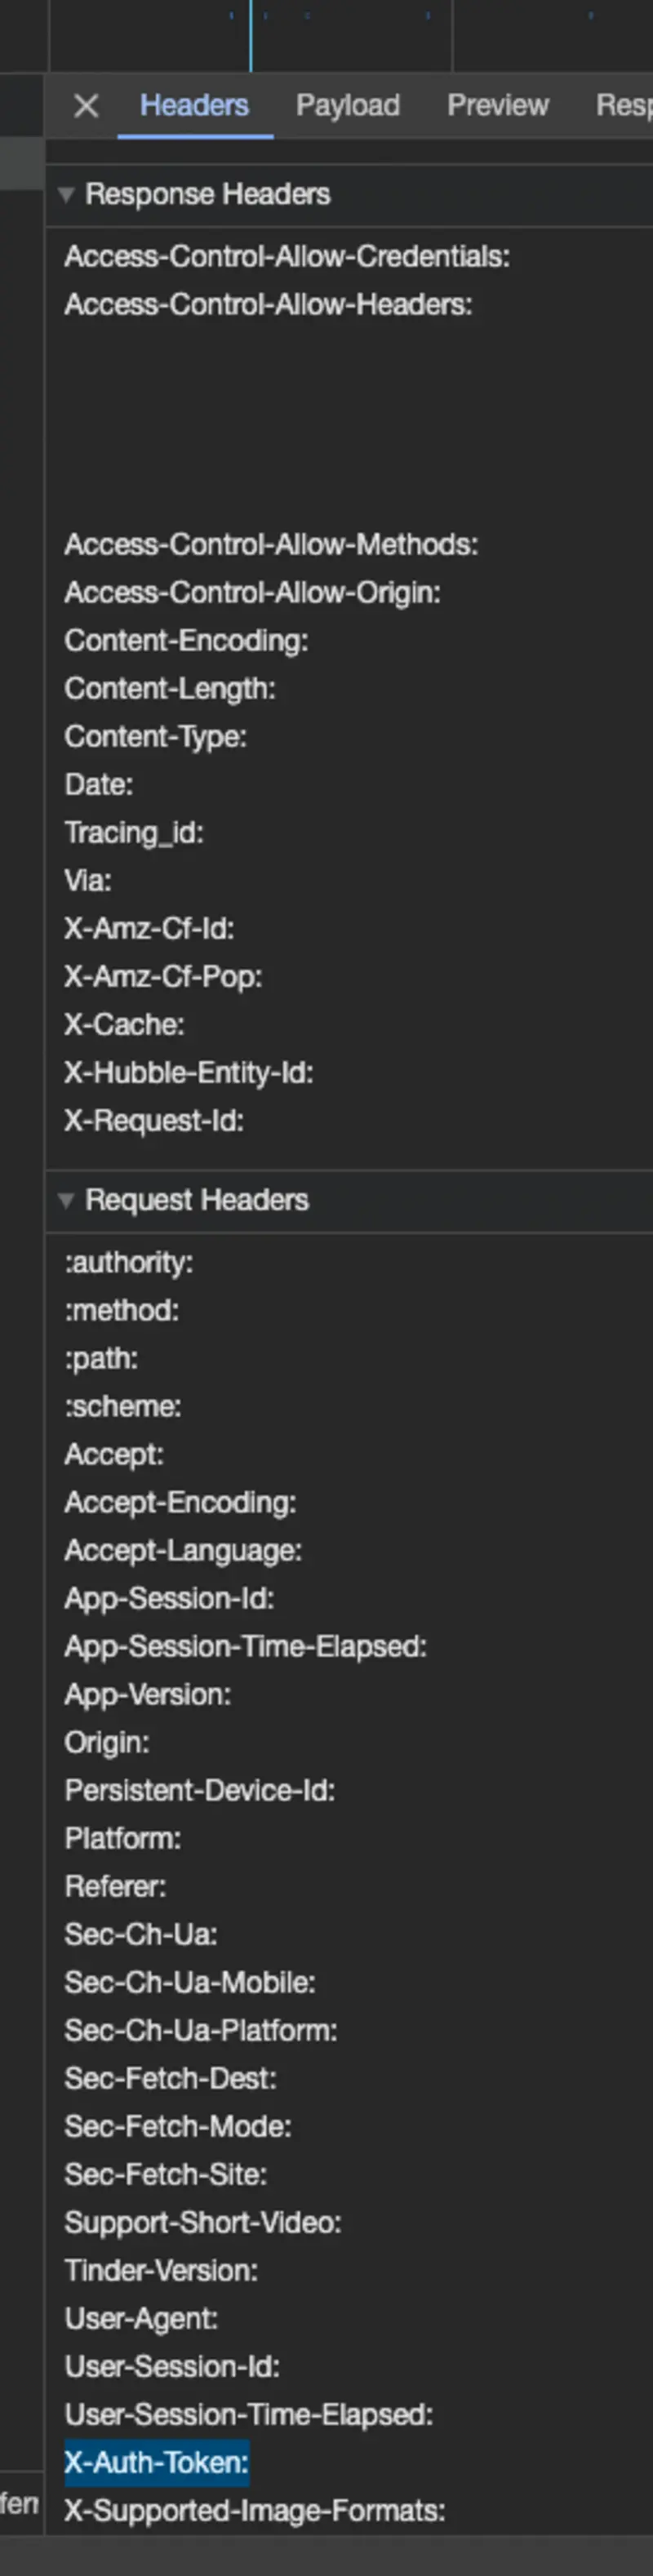 Headers Payload Preview Resp
Response Headers
Access-Control-Allow-Credentials:
Access-Control-Allow-Headers:
Access-Control-Allow-Methods:
Access-Control-Allow-Origin:
Content-Encoding:
Content-Length:
Content-Type:
Date:
Tracing_id:
Via:
X-Amz-Cf-Id:
X-Amz-Cf-Pop:
X-Cache:
X-Hubble-Entity-Id:
X-Request-Id:
Request Headers
:authority:
:method:
:path:
:scheme:
Accept:
Accept-Encoding:
Accept-Language:
App-Session-Id:
App-Session-Time-Elapsed:
App-Version:
Origin:
Persistent-Device-Id:
Platform:
Referer:
Sec-Ch-Ua:
Sec-Ch-Ua-Mobile:
Sec-Ch-Ua-Platform:
Sec-Fetch-Dest:
Sec-Fetch-Mode:
Sec-Fetch-Site:
Support-Short-Video:
Tinder-Version:
User-Agent:
User-Session-Id:
User-Session-Time-Elapsed:
X-Auth-Token:
X-Supported-Image-Formats: